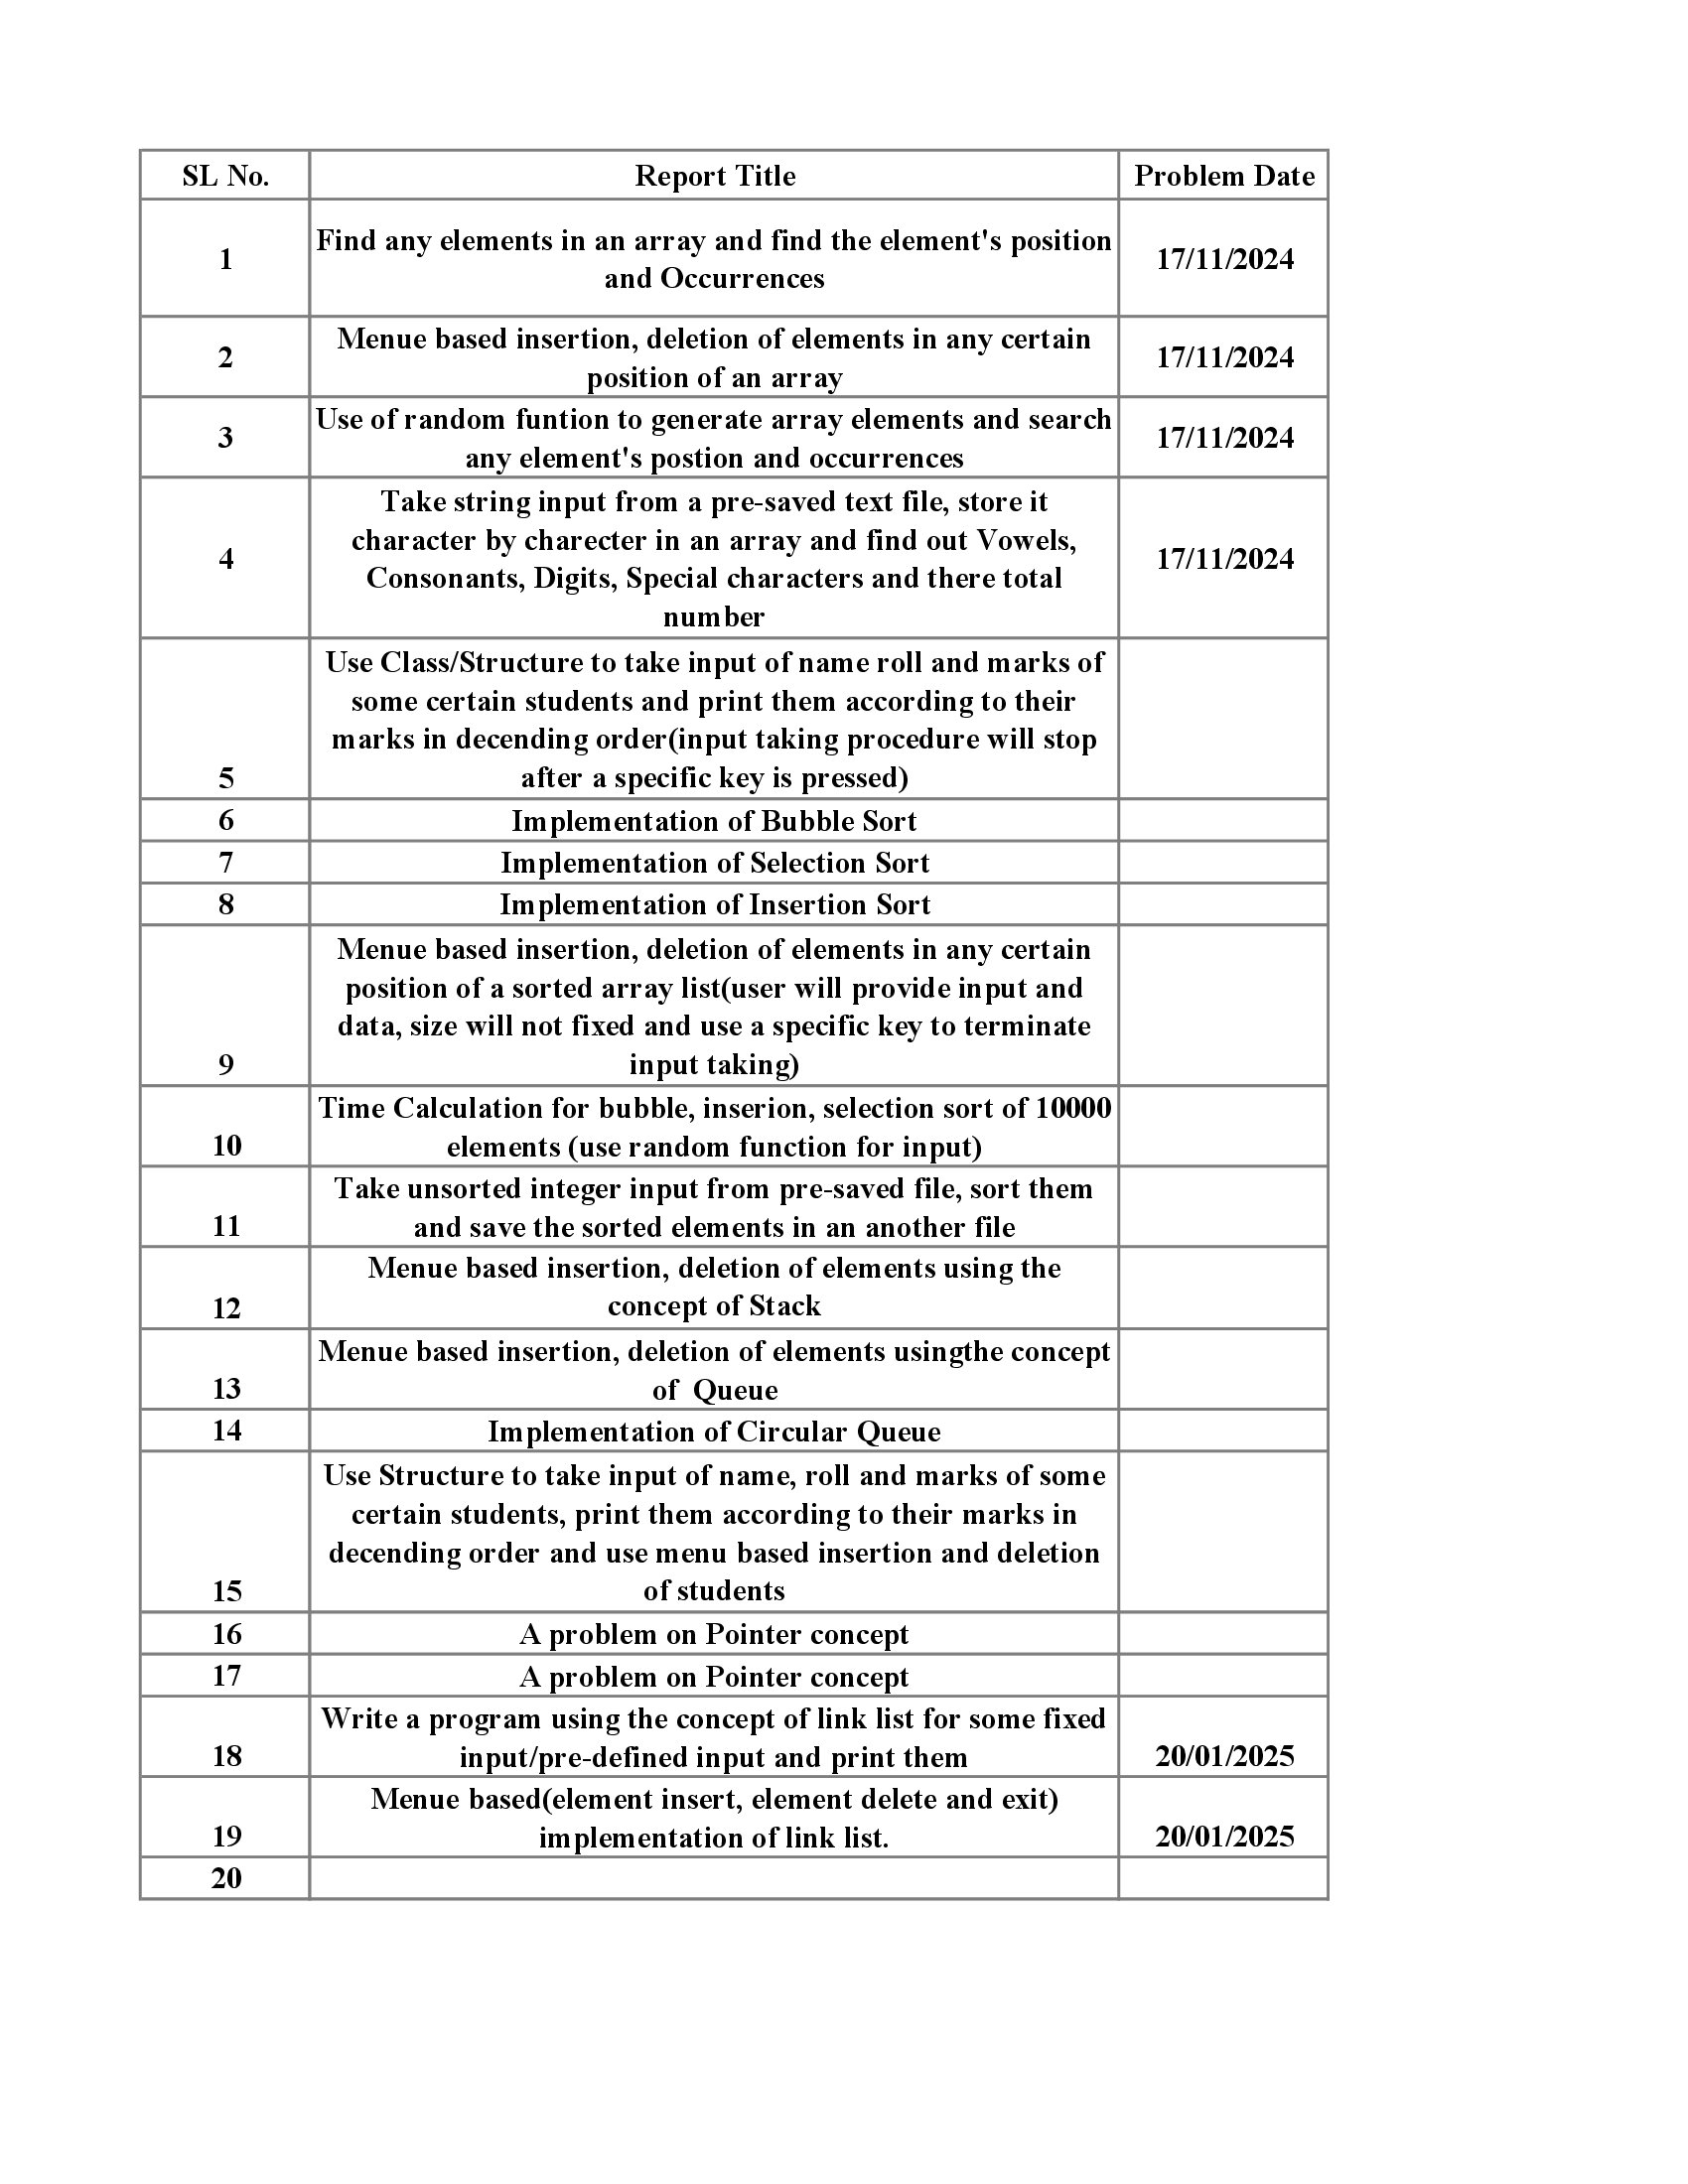 SL No. Report Title Problem Date
1 Find any elements in an array and find the element's position
and Occurrences 17/11/2024
2 Menue based insertion, deletion of elements in any certain
position of an array 17/11/2024
3 Use of random funtion to generate array elements and search
any element's postion and occurrences 17/11/2024
4 Take string input from a pre-saved text file, store it
character by charecter in an array and find out Vowels,
Consonants, Digits, Special characters and there total
number 17/11/2024
5 Use Class/Structure to take input of name roll and marks of
some certain students and print them according to their
marks in decending order(input taking procedure will stop
after a specific key is pressed)
6 Implementation of Bubble Sort
7 Implementation of Selection Sort
8 Implementation of Insertion Sort
9 Menue based insertion, deletion of elements in any certain
position of a sorted array list(user will provide input and
data, size will not fixed and use a specific key to terminate
input taking)
10 Time Calculation for bubble, inserion, selection sort of 10000
elements (use random function for input)
11 Take unsorted integer input from pre-saved file, sort them
and save the sorted elements in an another file
12 Menue based insertion, deletion of elements using the
concept of Stack
13 Menue based insertion, deletion of elements usingthe concept
of Queue
14 Implementation of Circular Queue
15 Use Structure to take input of name, roll and marks of some
certain students, print them according to their marks in
decending order and use menu based insertion and deletion
of students
16 A problem on Pointer concept
17 A problem on Pointer concept
18 Write a program using the concept of link list for some fixed
input/pre-defined input and print them 20/01/2025
19 Menue based(element insert, element delete and exit)
implementation of link list. 20/01/2025
20